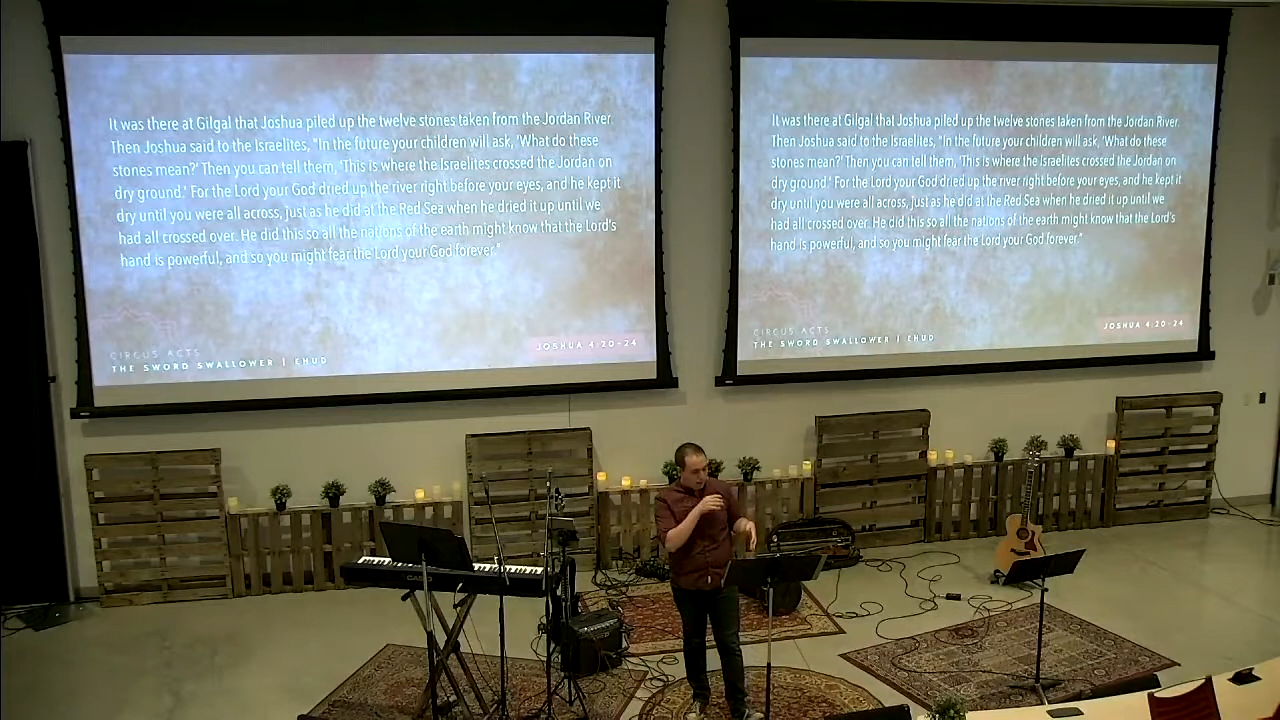 It was there at Gilgal that Joshua piled up the twelve stones taken from the Jordan River.
Then Joshua said to the Israelites, "In the future your children will ask, 'What do these
stones mean?' Then you can tell them, 'This is where the Israelites crossed the Jordan on
dry ground.' For the Lord your God dried up the river right before your eyes, and he kept it
dry until you were all across, just as he did at the Red Sea when he dried it up until we
had all crossed over. He did this so all the nations of the earth might know that the Lord's
hand is powerful, and so you might fear the Lord your God forever."
CIRCUS ACTS
THE SWORD SWALLOWER | EHUD
JOSHUA 4:20-24
It was there at Gilgal that Joshua piled up the twelve stones taken from the Jordan River.
Then Joshua said to the Israelites, "In the future your children will ask, 'What do these
stones mean?' Then you can tell them, 'This is where the Israelites crossed the Jordan on
dry ground.' For the Lord your God dried up the river right before your eyes, and he kept it
dry until you were all across, just as he did at the Red Sea when he dried it up until we
had all crossed over. He did this so all the nations of the earth might know that the Lord's
hand is powerful, and so you might fear the Lord your God forever."
CIRCUS ACTS
THE SWORD SWALLOWER | EHUD
JOSHUA 4:20-24
CASIO